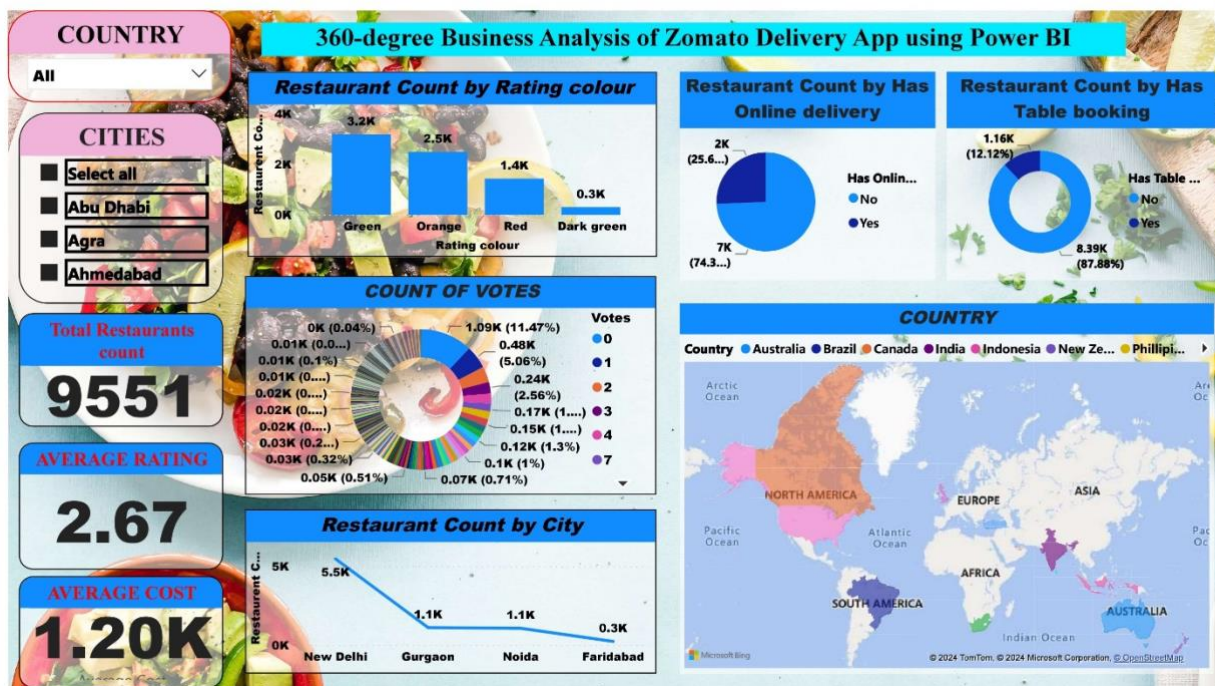 COUNTRY
All
CITIES
Select all
Abu Dhabi
Agra
Ahmedabad
Total Restaurants
count
9551
AVERAGE RATING
2.67
AVERAGE COST
1.20K
360-degree Business Analysis of Zomato Delivery App using Power BI
Restaurant Count by Rating colour
Restaurent Co...
4K
2K
0K
3.2K
2.5K
1.4K
0.3K
Green
Orange
Red
Dark green
Rating colour
COUNT OF VOTES
0K (0.04%)
0.01K (0.0...)
0.01K (0.1%)
0.01K (0....)
0.02K (0....)
0.02K (0....)
0.02K (0....)
0.03K (0.2...)
0.03K (0.32%)
0.05K (0.51%)
1.09K (11.47%)
0.48K
(5.06%)
0.24K
(2.56%)
0.17K (1....)
0.15K (1....)
0.12K (1.3%)
0.1K (1%)
0.07K (0.71%)
Votes
0
1
2
3
4
7
Restaurant Count by City
Restaurent C...
5K
0K
5.5K
1.1K
1.1K
0.3K
New Delhi
Gurgaon
Noida
Faridabad
Restaurant Count by Has
Online delivery
2K
(25.6...)
7K
(74.3...)
Has Onlin...
No
Yes
Restaurant Count by Has
Table booking
1.16K
(12.12%)
8.39K
(87.88%)
Has Table ...
No
Yes
COUNTRY
Country Australia Brazil Canada India Indonesia New Ze... Phillipi...
Arctic
Ocean
Arc
NORTH AMERICA
EUROPE
ASIA
Pacific
Ocean
Atlantic
Ocean
Pac
AFRICA
SOUTH AMERICA
AUSTRALIA
Indian Ocean
Microsoft Bing
© 2024 TomTom, © 2024 Microsoft Corporation, © OpenStreetMap